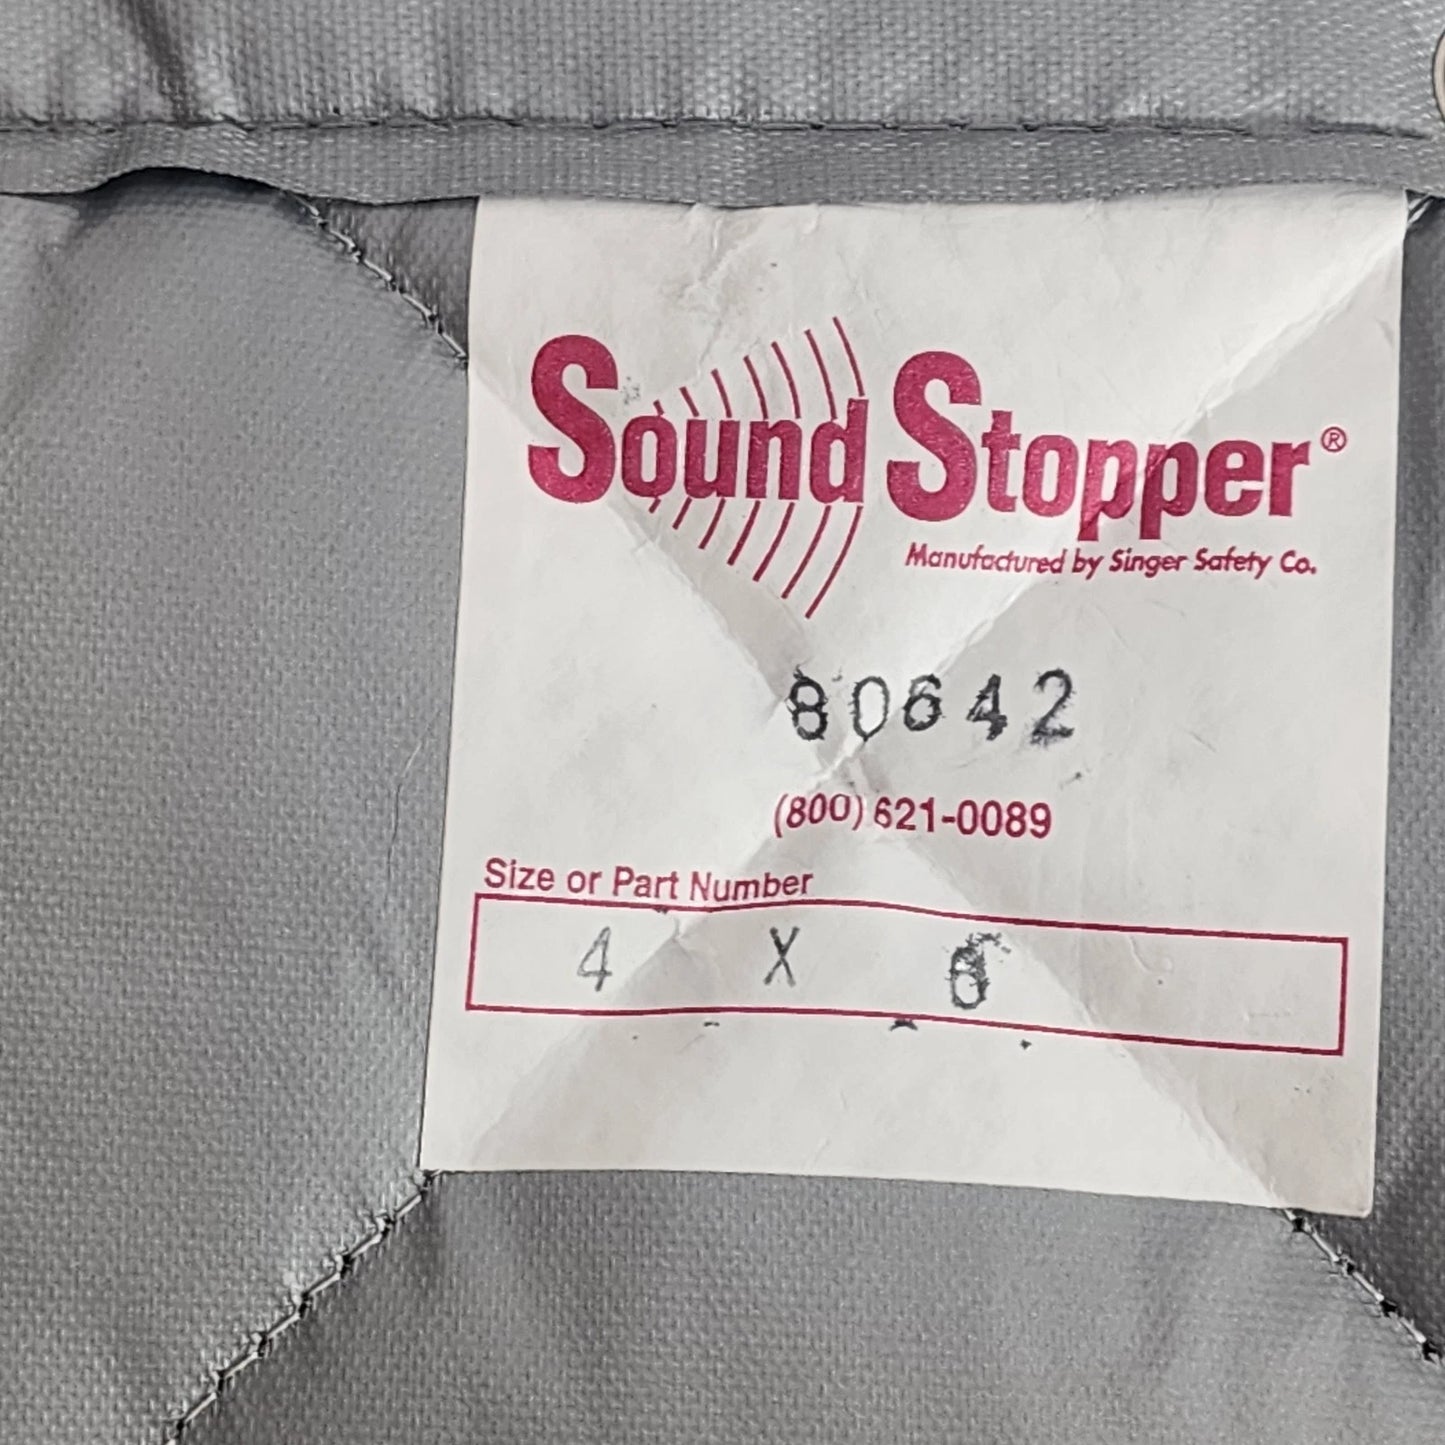 Sound Stopper®
Manufactured by Singer Safety Co.
80642
(800) 621-0089
Size or Part Number
4 X 6